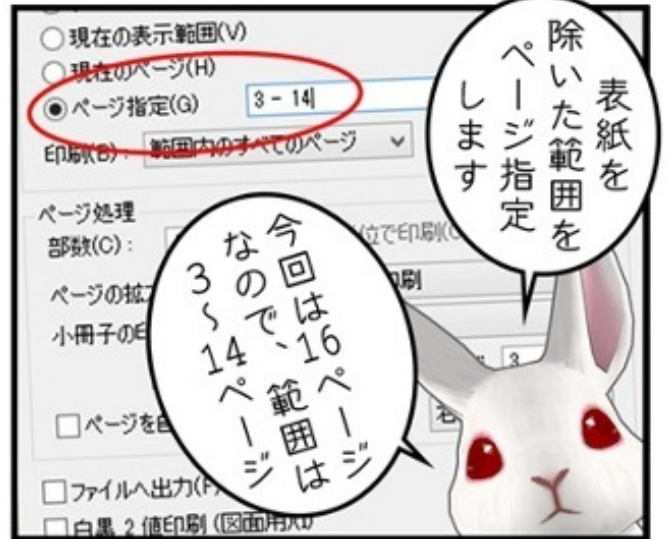 現在の表示範囲(V)
現在のページ(H)
ページ指定(G) 3 - 14
印刷(B): 範囲内のすべてのページ
表紙を
除いた範囲を
ページ指定
します
ページ処理
部数(C):
位で印刷(O
ページの拡
印刷
小冊子の印
3
ページを自
右
今回は16ページ
なので、範囲は
3～14ページ
ファイルへ出力(F)
白黒 2 値印刷 (図面用